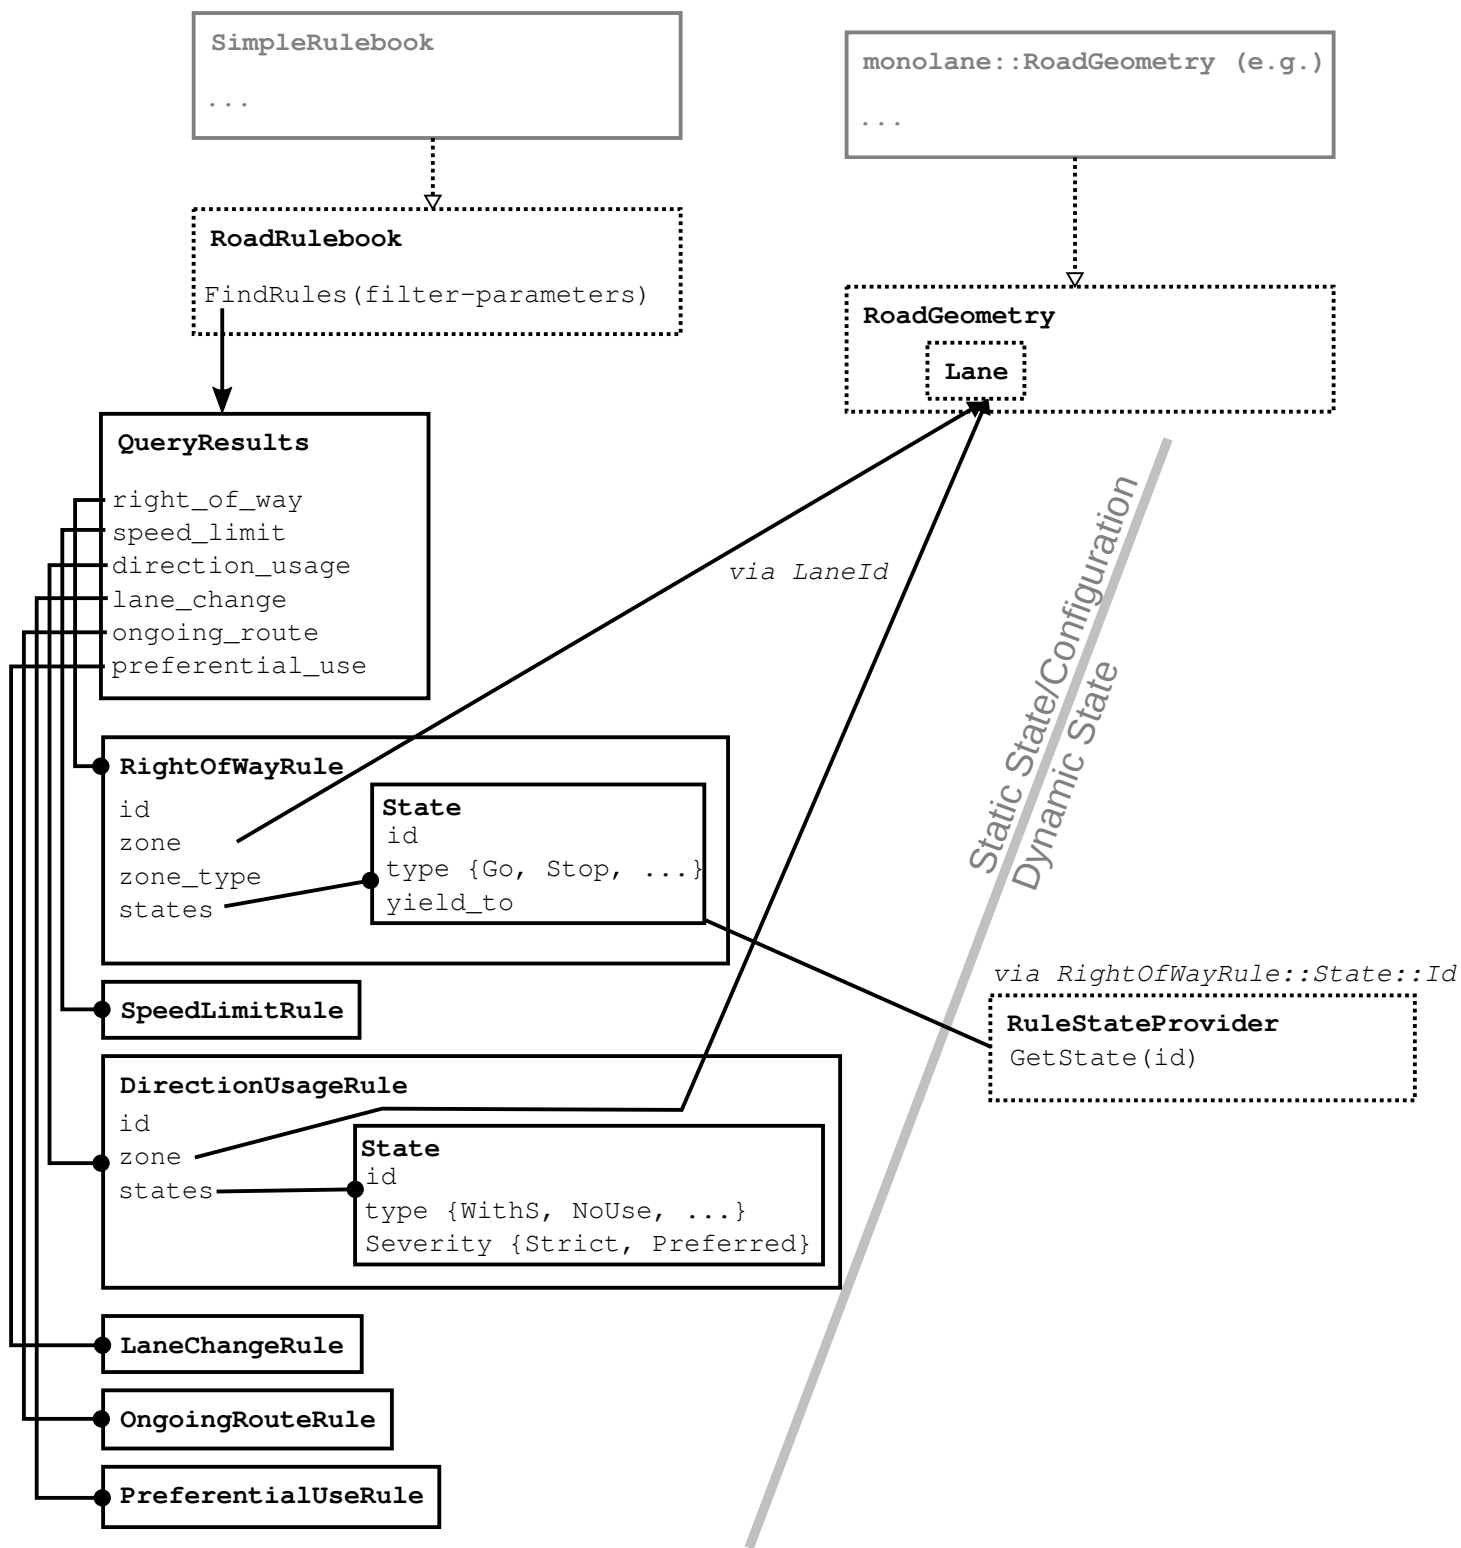 SimpleRulebook
...
monolane::RoadGeometry (e.g.)
...
RoadRulebook
FindRules(filter-parameters)
RoadGeometry
Lane
QueryResults
right_of_way
speed_limit
direction_usage
lane_change
ongoing_route
preferential_use
via LaneId
Static State/Configuration
Dynamic State
RightOfWayRule
id
zone
zone_type
states
State
id
type {Go, Stop, ...}
yield_to
via RightOfWayRule::State::Id
RuleStateProvider
GetState(id)
SpeedLimitRule
DirectionUsageRule
id
zone
states
State
id
type {WithS, NoUse, ...}
Severity {Strict, Preferred}
LaneChangeRule
OngoingRouteRule
PreferentialUseRule